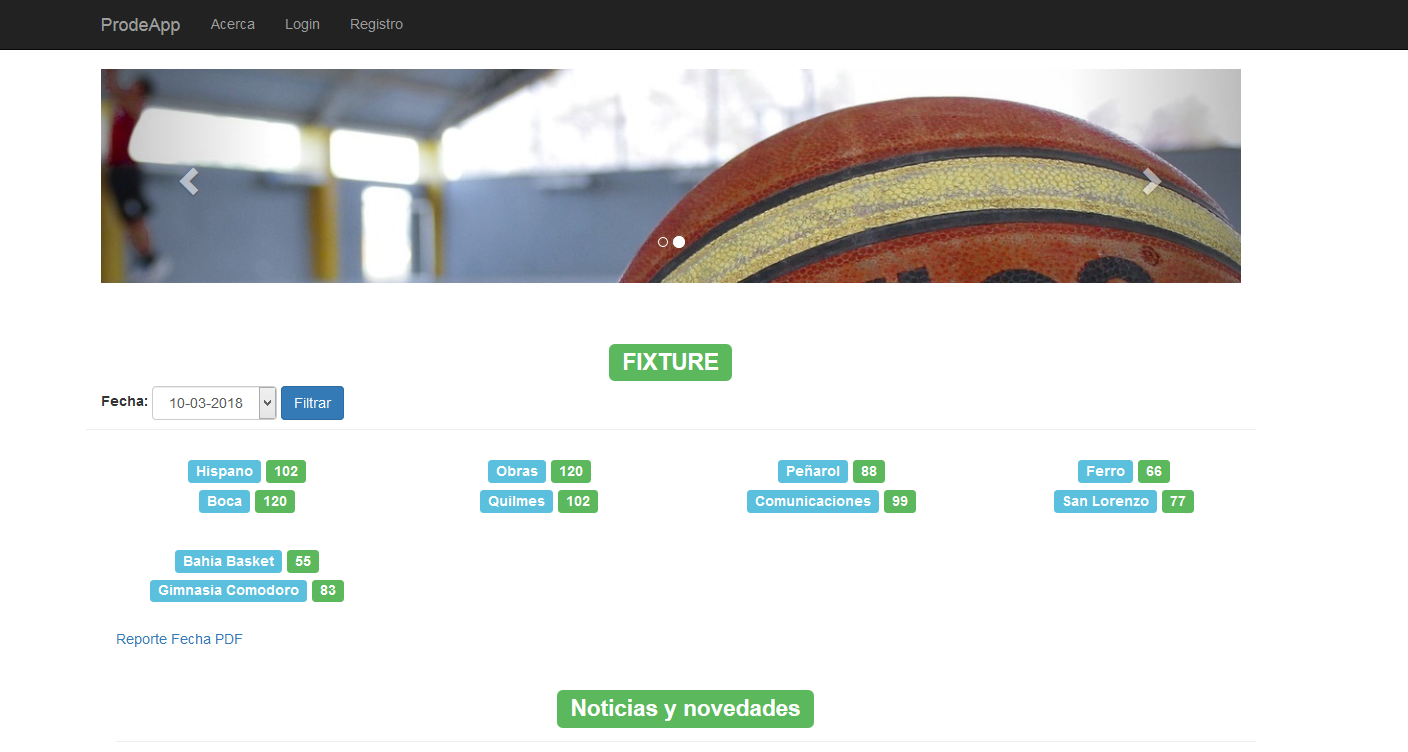 ProdeApp Acerca Login Registro
FIXTURE
Fecha: 10-03-2018 Filtrar
Hispano 102
Boca 120
Obras 120
Quilmes 102
Peñarol 88
Comunicaciones 99
Ferro 66
San Lorenzo 77
Bahía Basket 55
Gimnasia Comodoro 83
Reporte Fecha PDF
Noticias y novedades